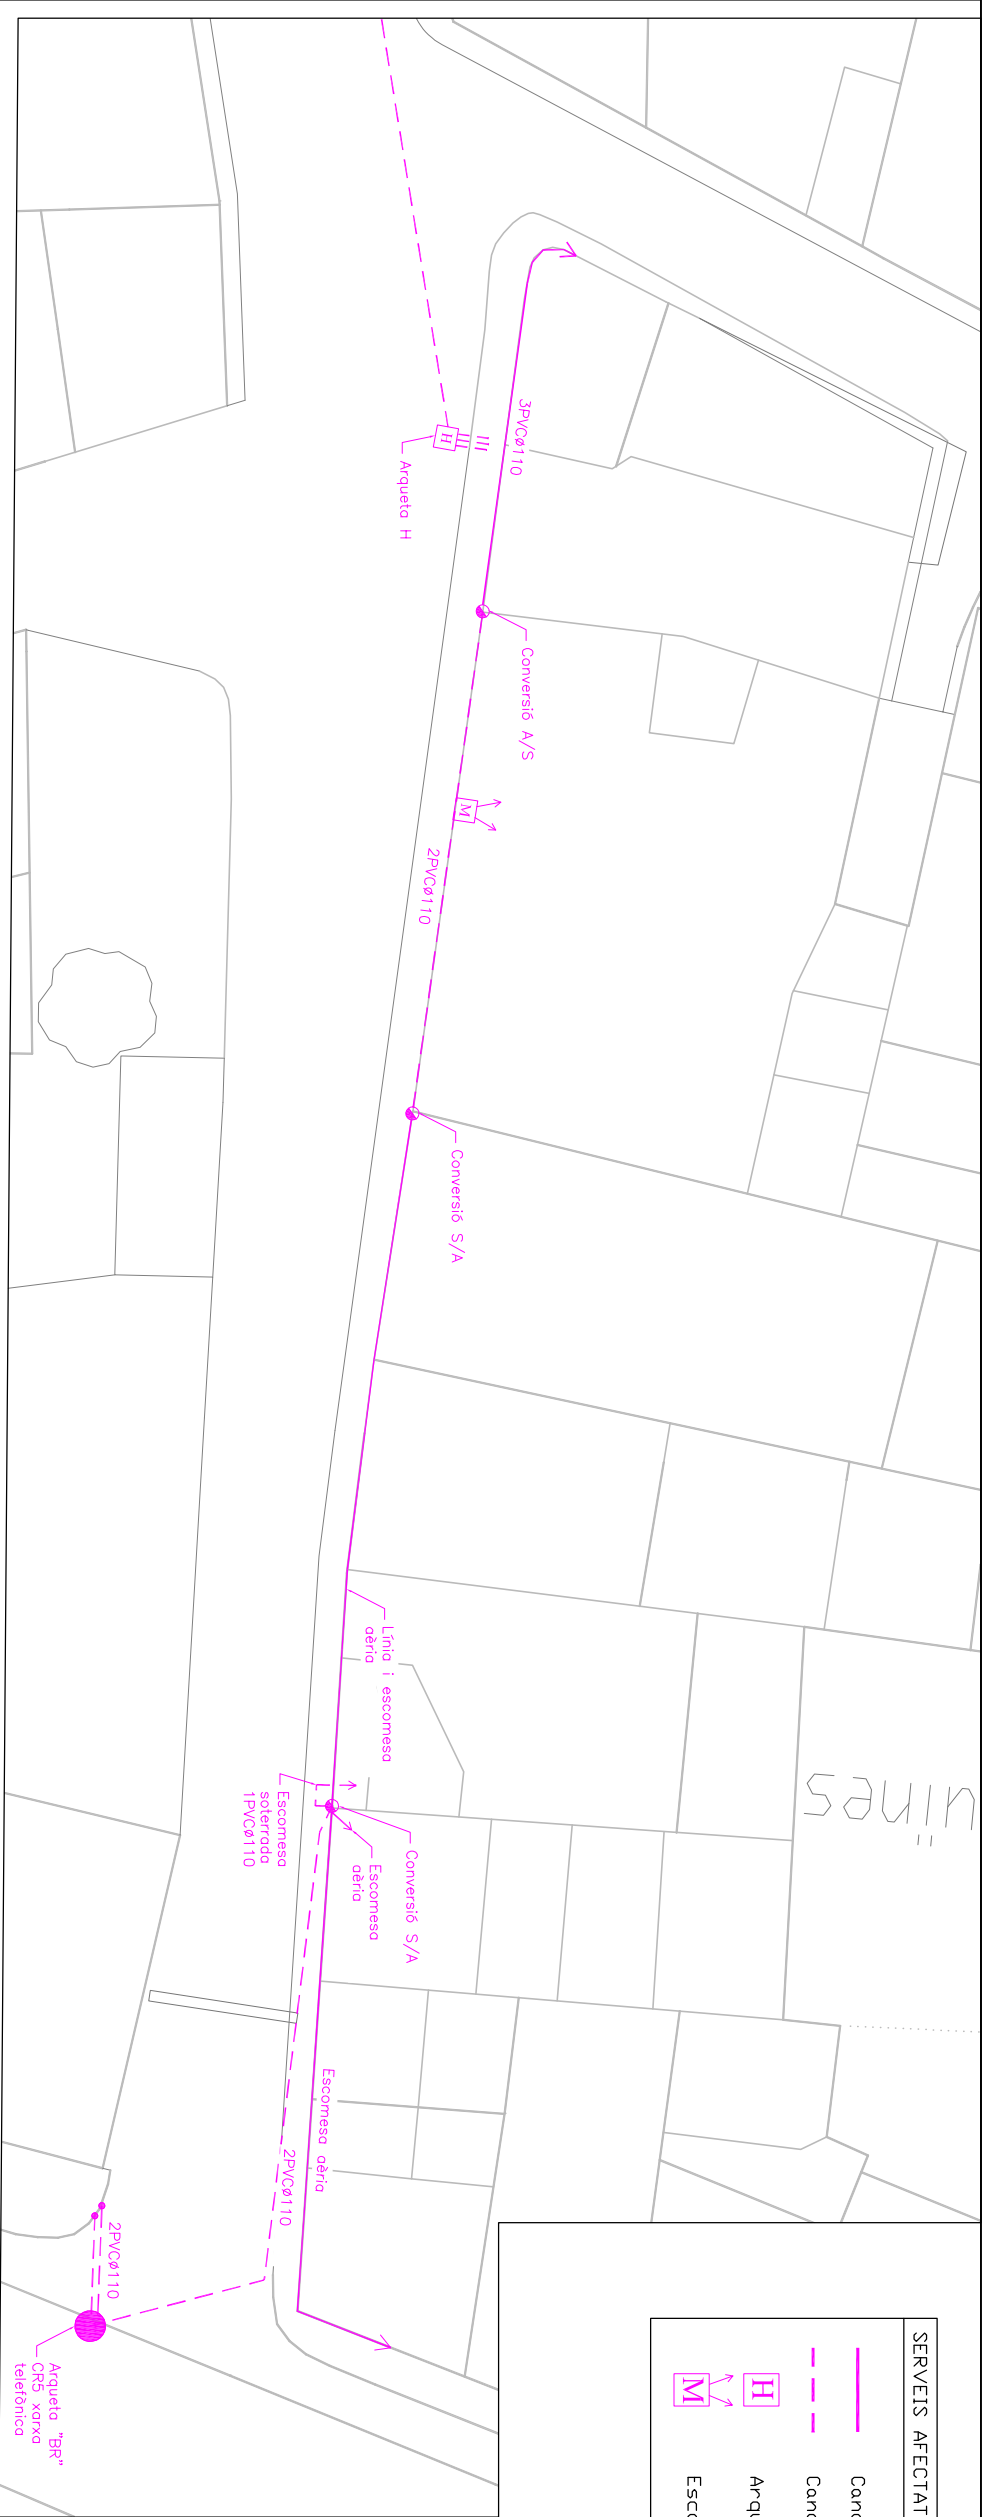 3PVCø110
H
Arqueta H
Conversió A/S
M
2PVCø110
Conversió S/A
Línia i escomesa
aèria
Escomesa
soterrada
1PVCø110
Conversió S/A
Escomesa
aèria
Escomesa aèria
2PVCø110
2PVCø110
Arqueta "BR"
CR5 xarxa
telefònica
SERVEIS AFECTAT
H
M